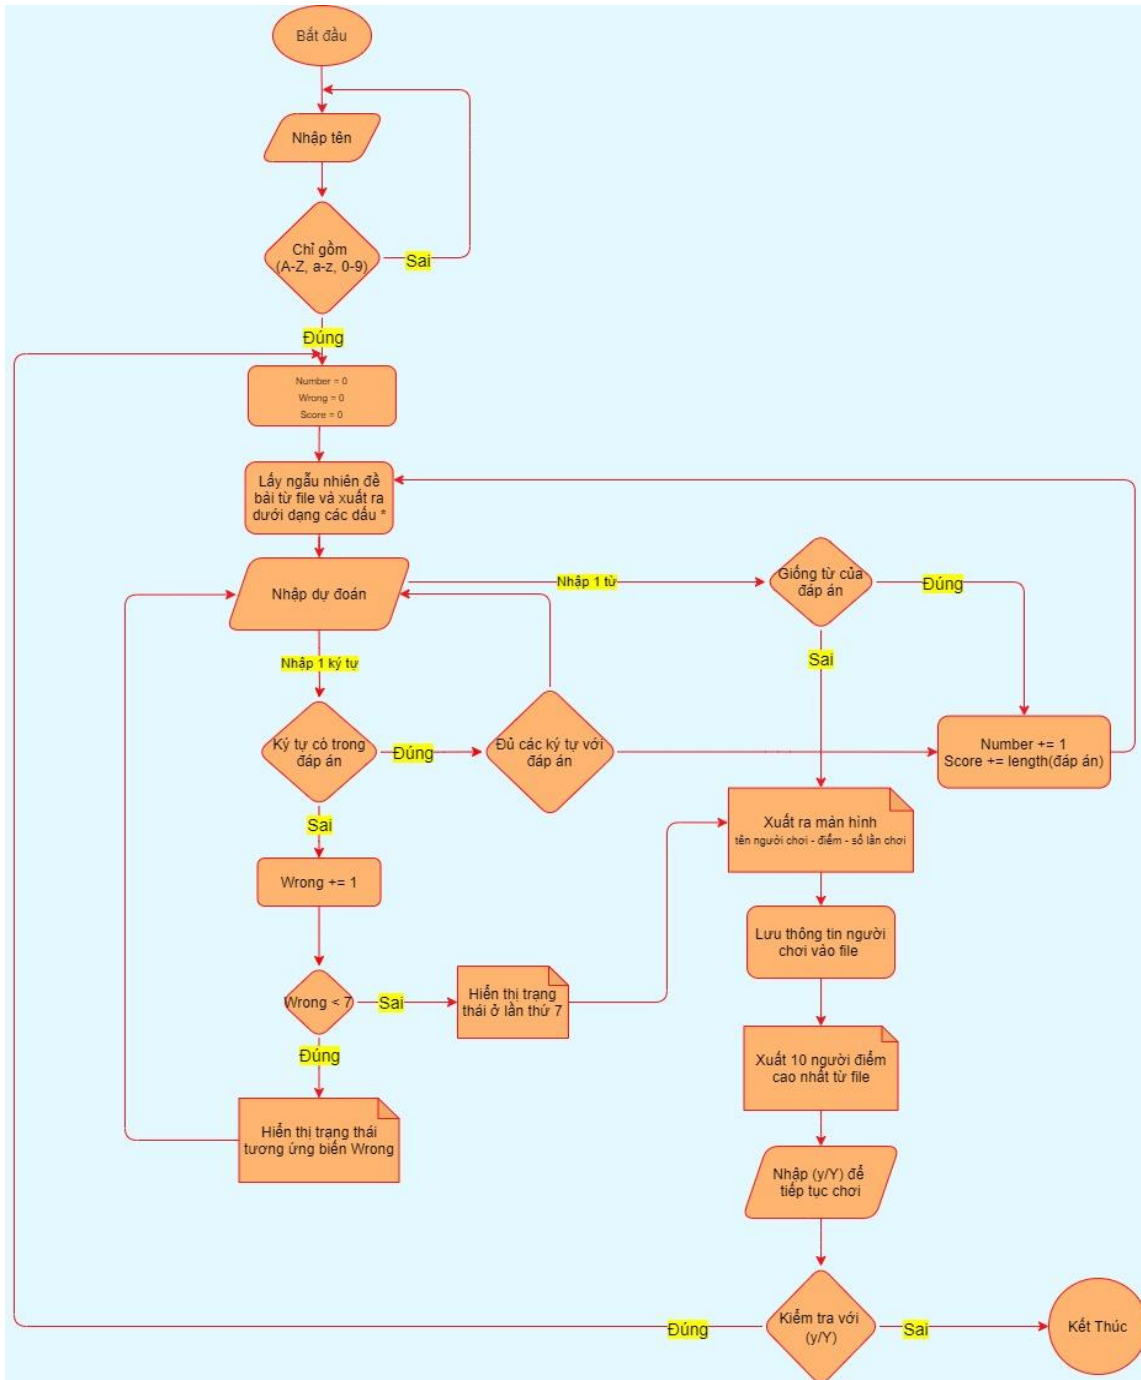 Bắt đầu
Nhập tên
Chỉ gồm
(A-Z, a-z, 0-9)
Sai
Đúng
Number = 0
Wrong = 0
Score = 0
Lấy ngẫu nhiên đề
bài từ file và xuất ra
dưới dạng các dấu *
Nhập dự đoán
Nhập 1 từ
Giống từ của
đáp án
Đúng
Sai
Nhập 1 ký tự
Ký tự có trong
đáp án
Đúng
Đủ các ký tự với
đáp án
Number += 1
Score += length(đáp án)
Sai
Xuất ra màn hình
tên người chơi - điểm - số lần chơi
Wrong += 1
Lưu thông tin người
chơi vào file
Wrong < 7
Sai
Hiển thị trạng
thái ở lần thứ 7
Đúng
Xuất 10 người điểm
cao nhất từ file
Hiển thị trạng thái
tương ứng biến Wrong
Nhập (y/Y) để
tiếp tục chơi
Kiểm tra với
(y/Y)
Đúng
Sai
Kết Thúc